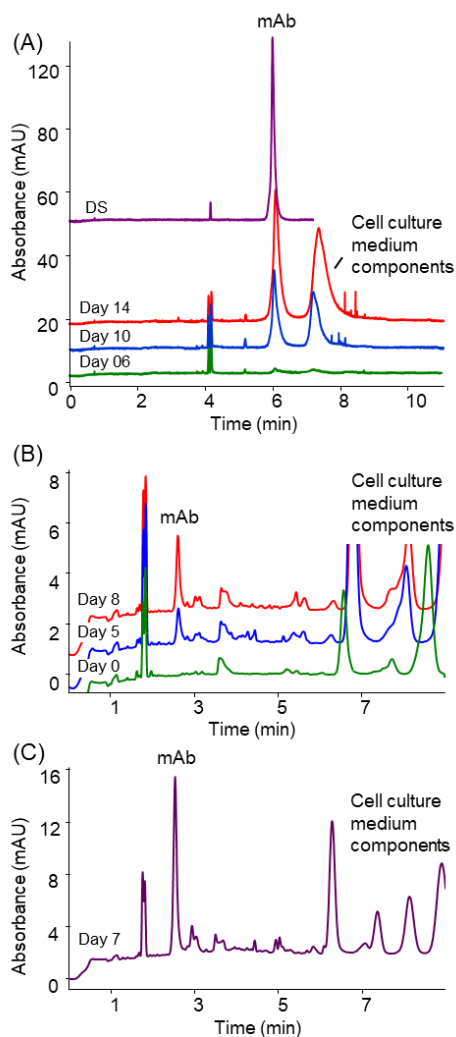 (A)
mAb
120
80
60
40
20
0
Absorbance (mAU)
DS
Cell culture
medium
components
Day 14
Day 10
Day 06
0 2 4 6 8 10
Time (min)
(B)
8
6
4
2
0
Absorbance (mAU)
mAb
Cell culture
medium
components
Day 8
Day 5
Day 0
1 3 5 7
Time (min)
(C)
16
12
8
4
0
Absorbance (mAU)
mAb
Cell culture
medium
components
Day 7
1 3 5 7
Time (min)